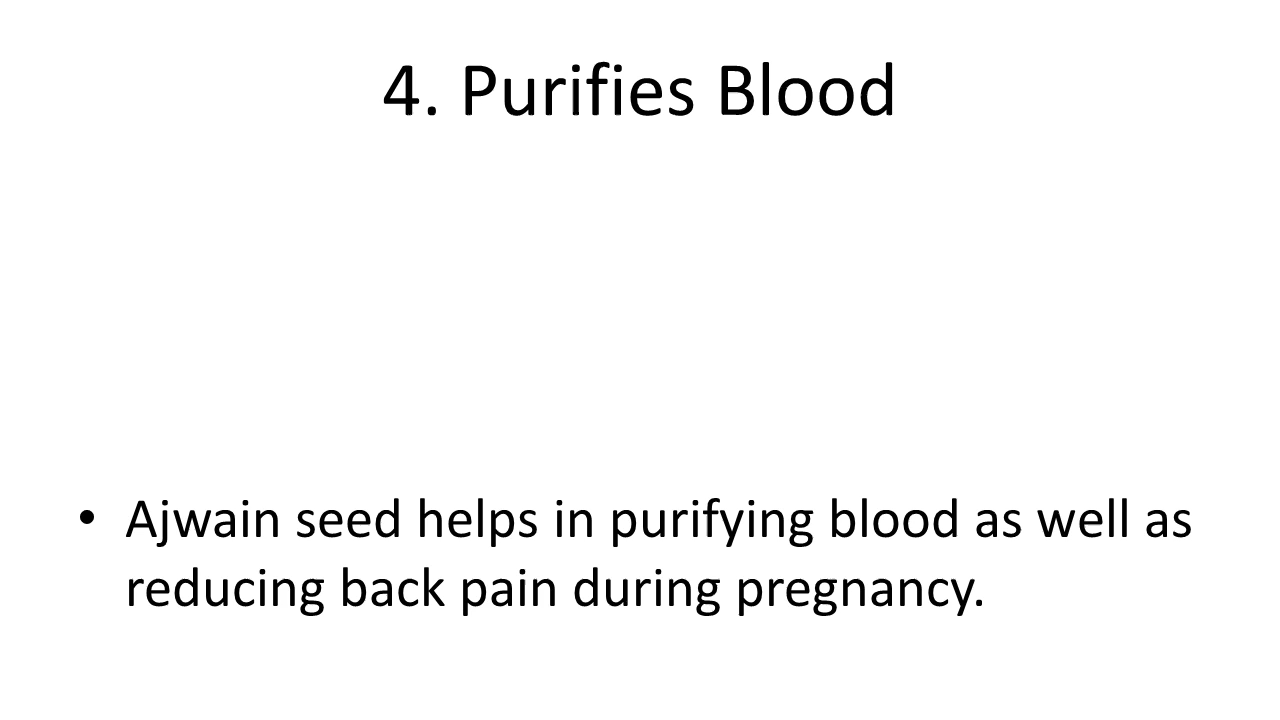 4. Purifies Blood
• Ajwain seed helps in purifying blood as well as
reducing back pain during pregnancy.